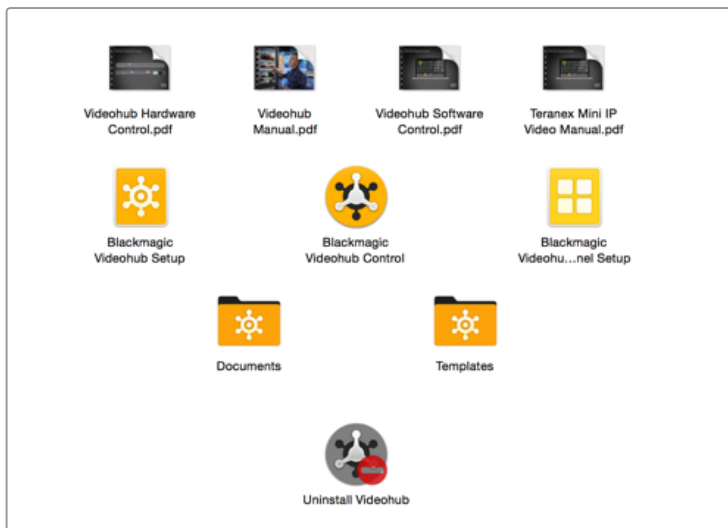 Videohub Hardware
Control.pdf
Videohub
Manual.pdf
Videohub Software
Control.pdf
Teranex Mini IP
Video Manual.pdf
Blackmagic
Videohub Setup
Blackmagic
Videohub Control
Blackmagic
Videohu...nel Setup
Documents
Templates
Uninstall Videohub